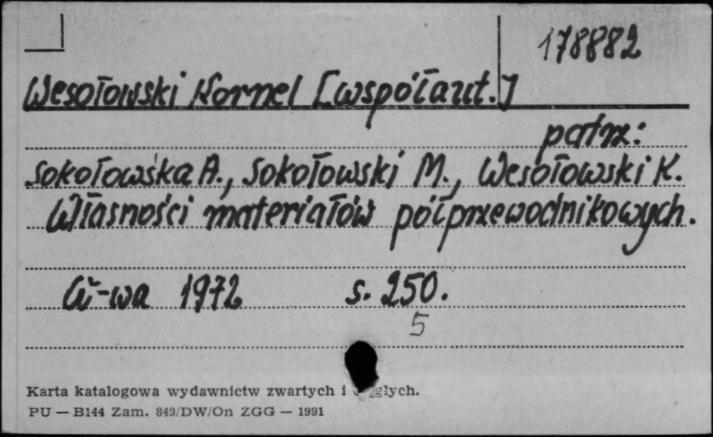 178882
Wesołowski Kornel [współaut.]
patrz:
Sokołowska A., Sokołowski M., Wesołowski K.
Własności materiałów półprzewodnikowych.
W-wa 1972 s. 250.
5
Karta katalogowa wydawnictw zwartych i
PU — B144 Zam. 849/DW/On ZGG — 1991